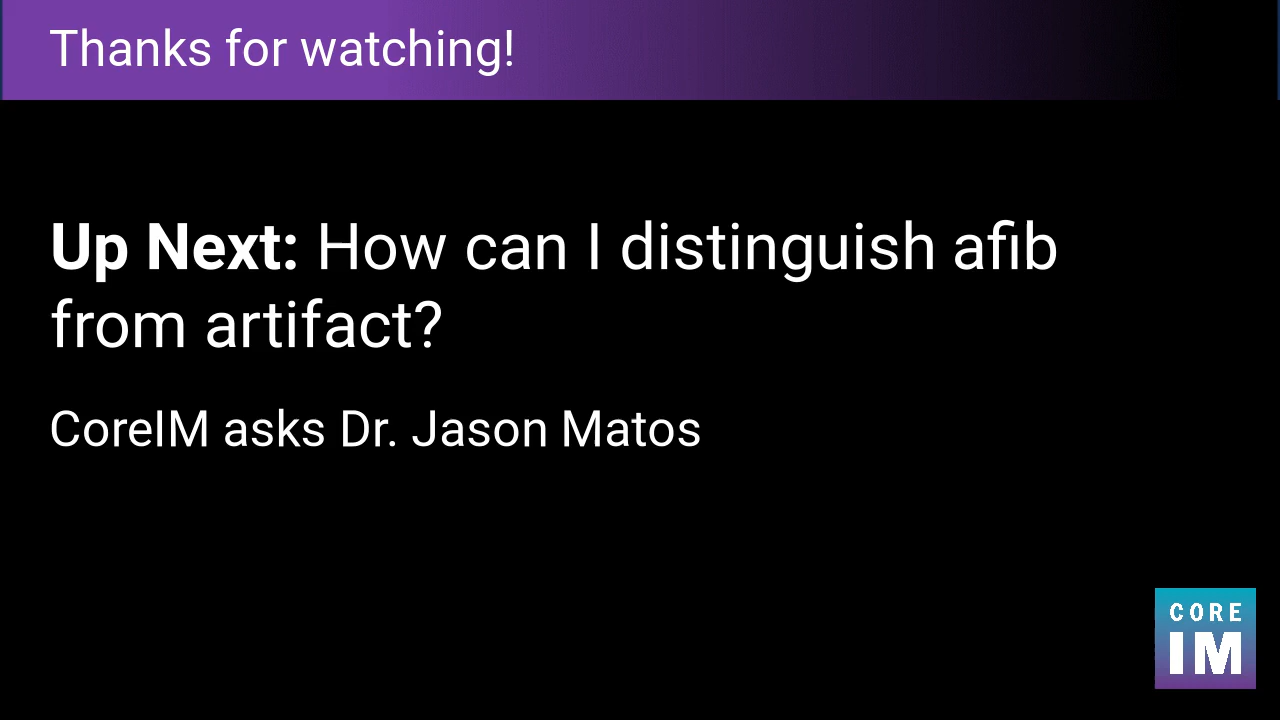 Thanks for watching!
Up Next: How can I distinguish afib
from artifact?
CoreIM asks Dr. Jason Matos
CORE
IM